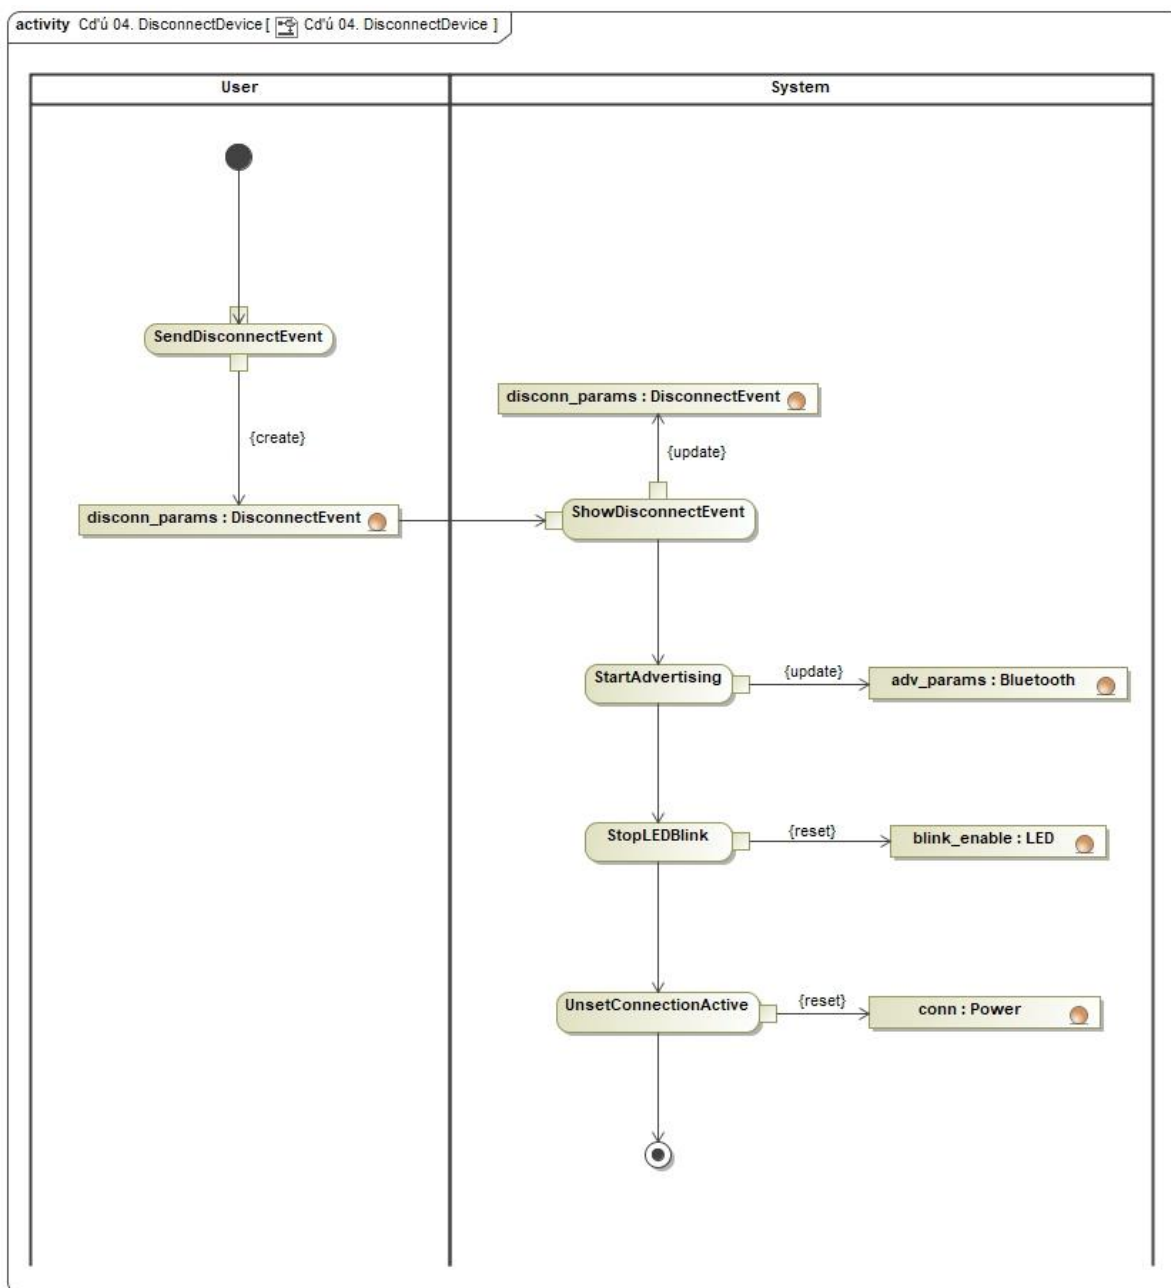 activity Cd'ú 04. DisconnectDevice [ Cd'ú 04. DisconnectDevice ]
User
System
SendDisconnectEvent
disconn_params : DisconnectEvent
{create}
{update}
disconn_params : DisconnectEvent
ShowDisconnectEvent
StartAdvertising
{update}
adv_params : Bluetooth
StopLEDBlink
{reset}
blink_enable : LED
UnsetConnectionActive
{reset}
conn : Power